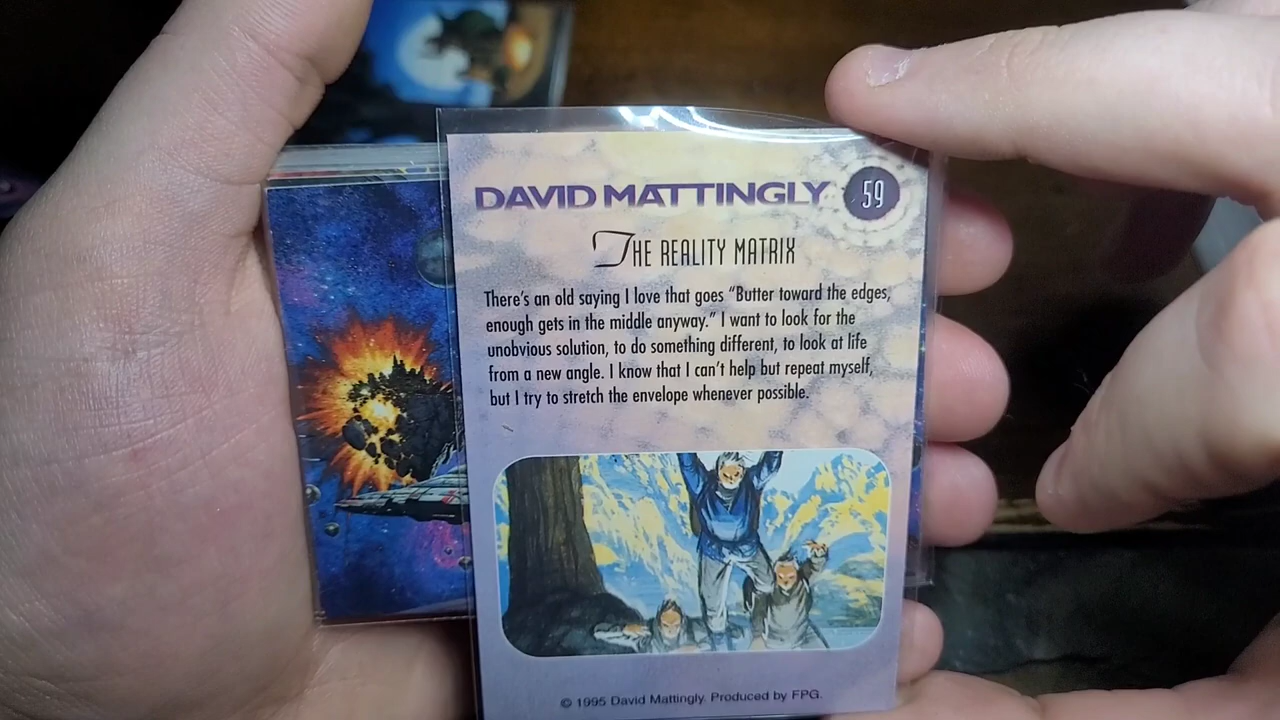 DAVID MATTINGLY 59
THE REALITY MATRIX
There's an old saying I love that goes “Butter toward the edges,
enough gets in the middle anyway.” I want to look for the
unobvious solution, to do something different, to look at life
from a new angle. I know that I can't help but repeat myself,
but I try to stretch the envelope whenever possible.
© 1995 David Mattingly. Produced by FPG.